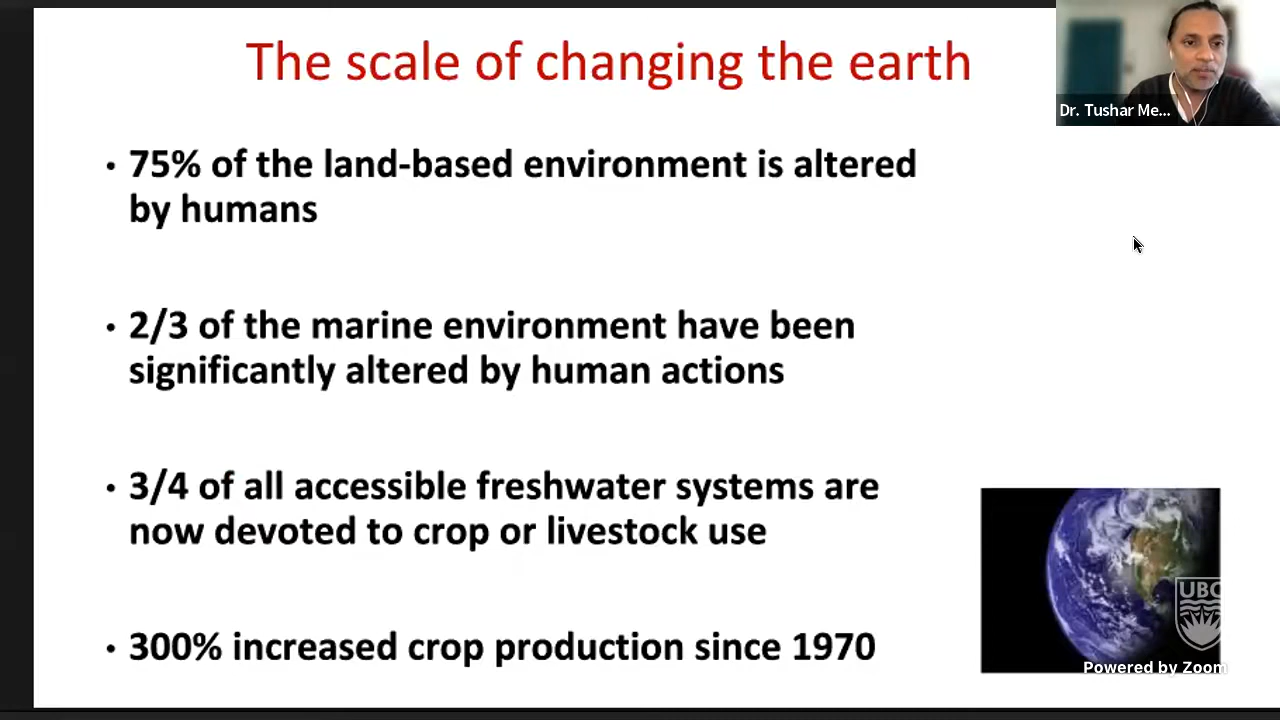 The scale of changing the earth
Dr. Tushar Me...
• 75% of the land-based environment is altered
by humans
• 2/3 of the marine environment have been
significantly altered by human actions
• 3/4 of all accessible freshwater systems are
now devoted to crop or livestock use
• 300% increased crop production since 1970
UBC
Powered by Zoom